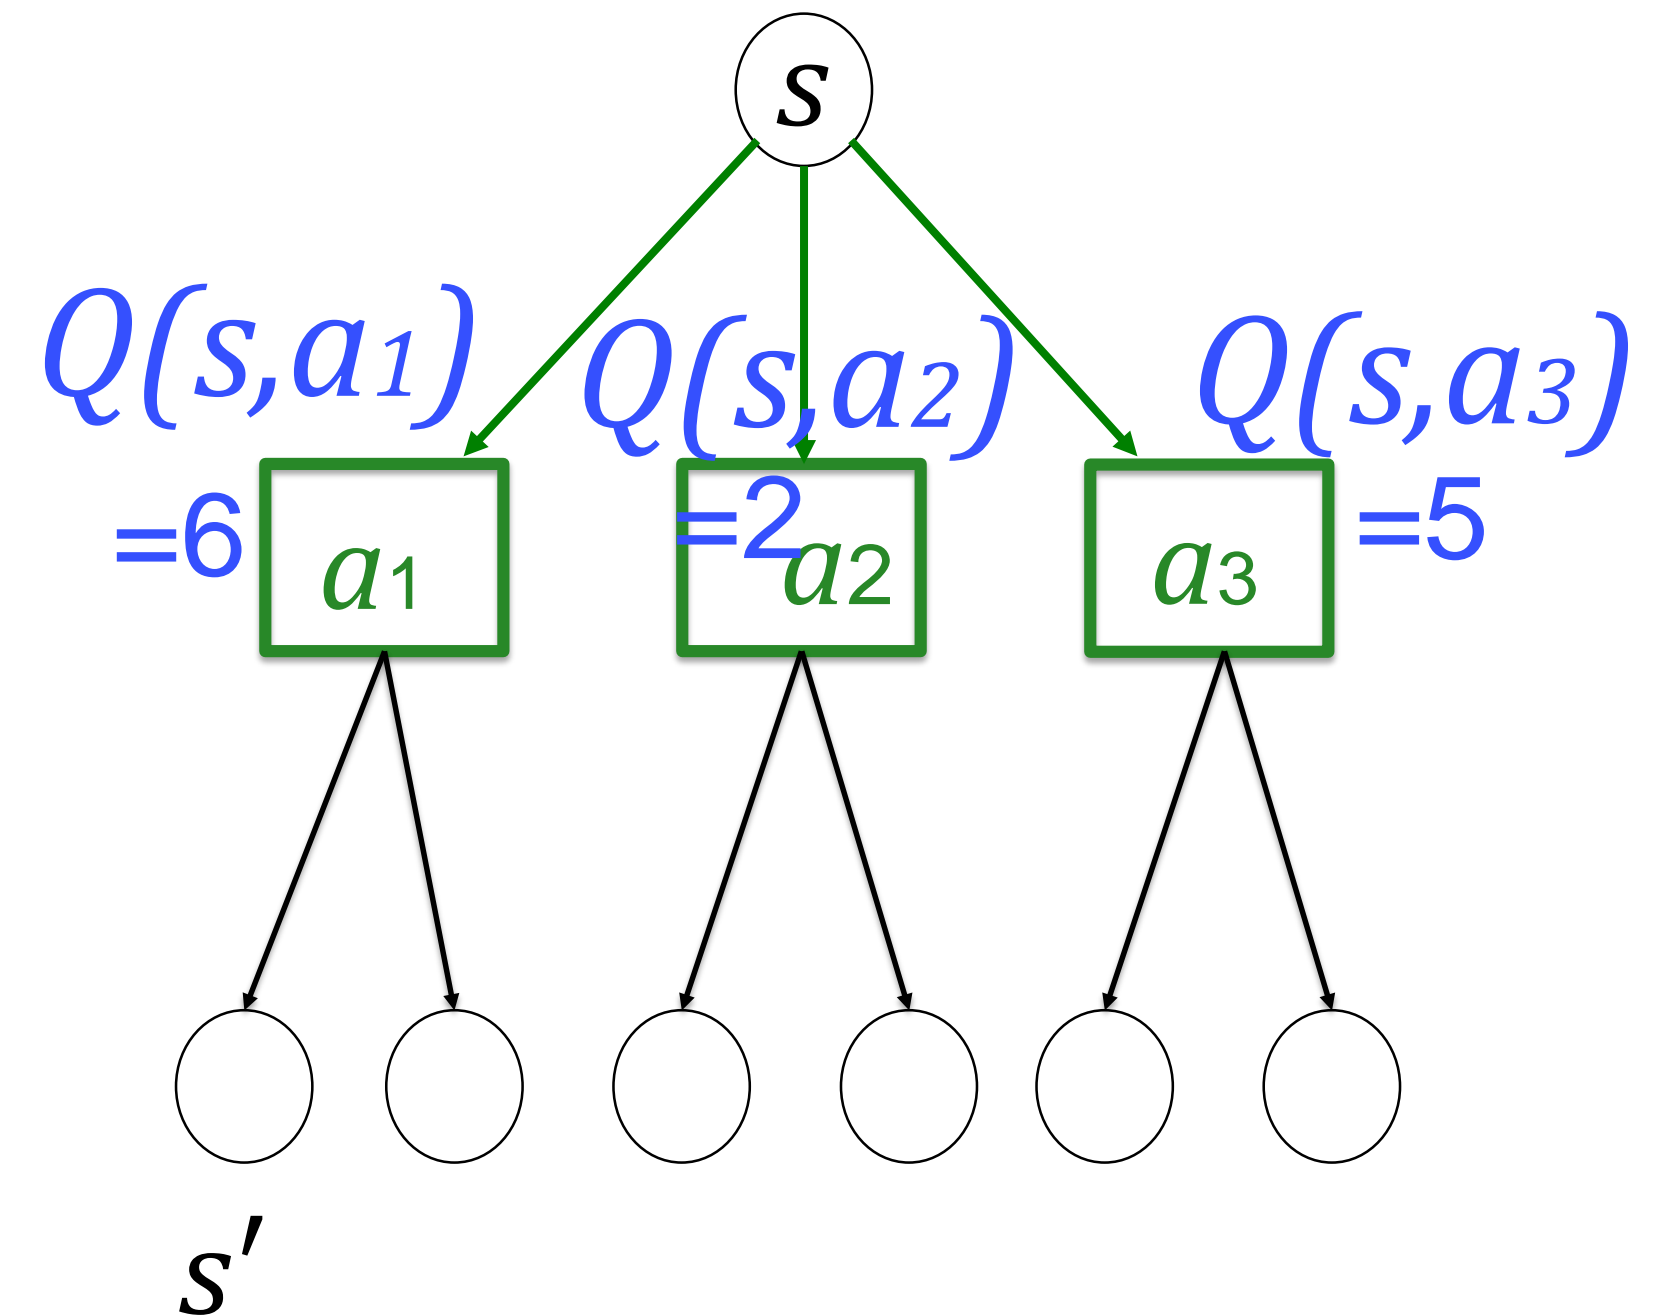 s
Q(s,a1)
=6
Q(s,a2)
=2
Q(s,a3)
=5
a1
a2
a3
s'